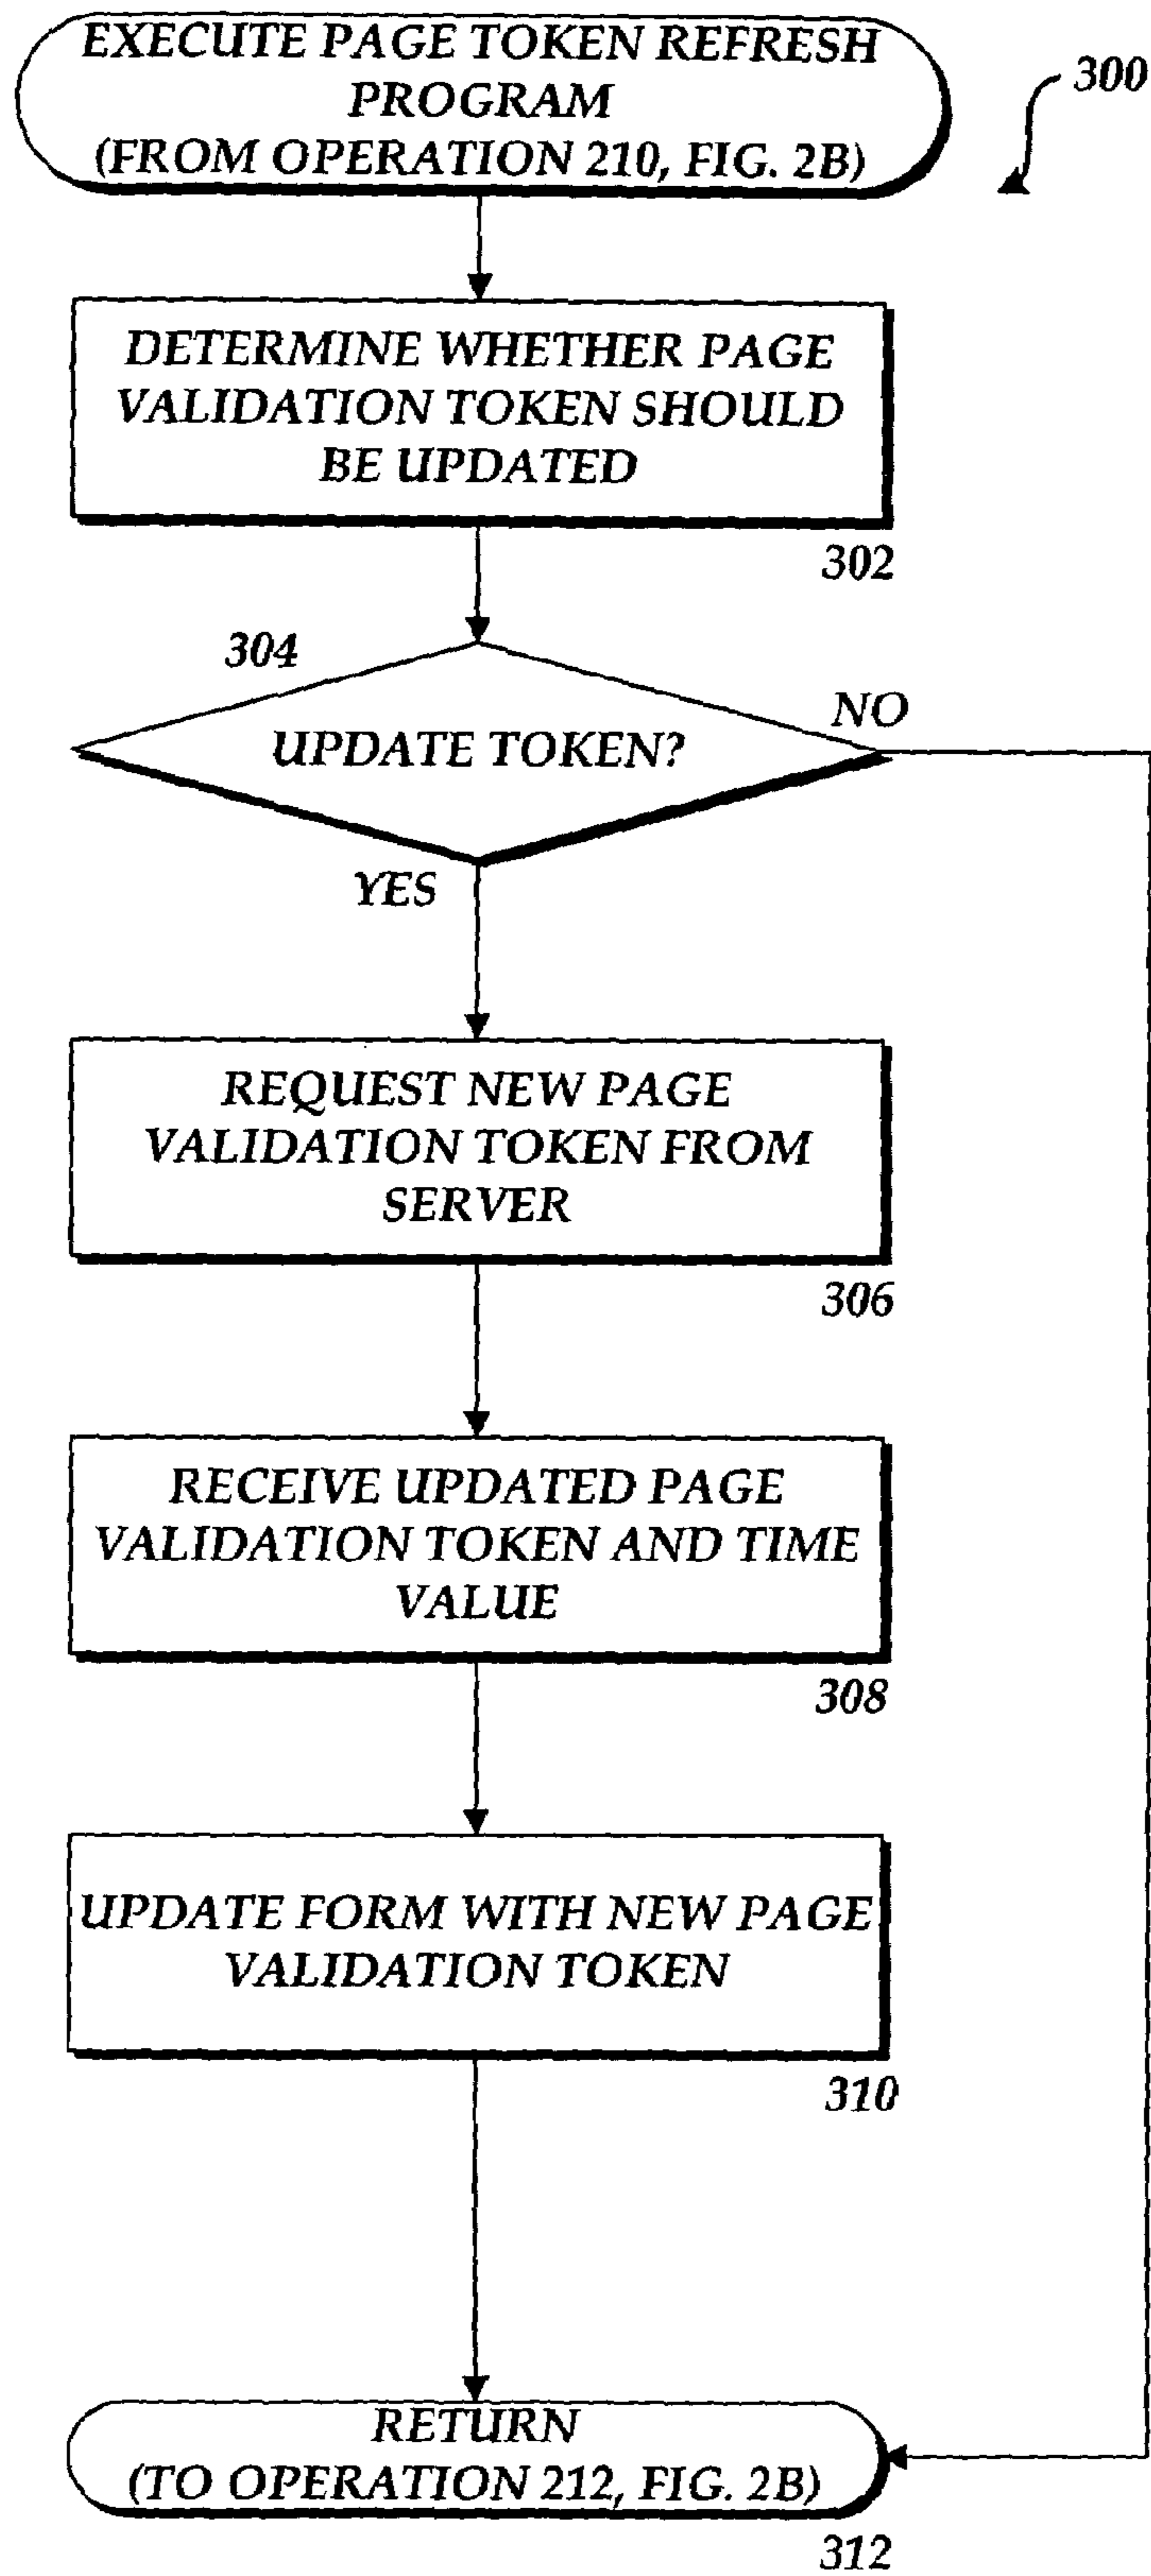 EXECUTE PAGE TOKEN REFRESH
PROGRAM
(FROM OPERATION 210, FIG. 2B)
300
DETERMINE WHETHER PAGE
VALIDATION TOKEN SHOULD
BE UPDATED
302
304
UPDATE TOKEN?
NO
YES
REQUEST NEW PAGE
VALIDATION TOKEN FROM
SERVER
306
RECEIVE UPDATED PAGE
VALIDATION TOKEN AND TIME
VALUE
308
UPDATE FORM WITH NEW PAGE
VALIDATION TOKEN
310
RETURN
(TO OPERATION 212, FIG. 2B)
312